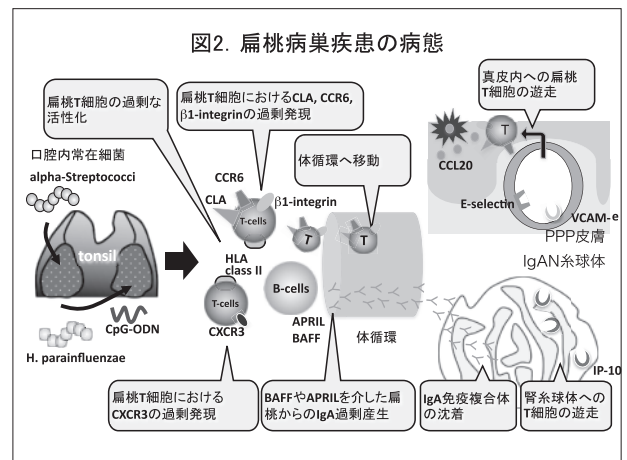 図2. 扁桃病巣疾患の病態
扁桃T細胞の過剰な
活性化
扁桃T細胞におけるCLA, CCR6,
β1-integrinの過剰発現
真皮内への扁桃
T細胞の遊走
体循環へ移動
口腔内常在細菌
alpha-Streptococci
CCR6
CLA
β1-integrin
T-cells
T
T
T
CCL20
E-selectin
VCAM-e
PPP皮膚
IgAN糸球体
tonsil
HLA
class II
T-cells
CXCR3
B-cells
APRIL
BAFF
体循環
CpG-ODN
H. parainfluenzae
IP-10
扁桃T細胞における
CXCR3の過剰発現
BAFFやAPRILを介した扁
桃からのIgA過剰産生
IgA免疫複合体
の沈着
腎糸球体への
T細胞の遊走